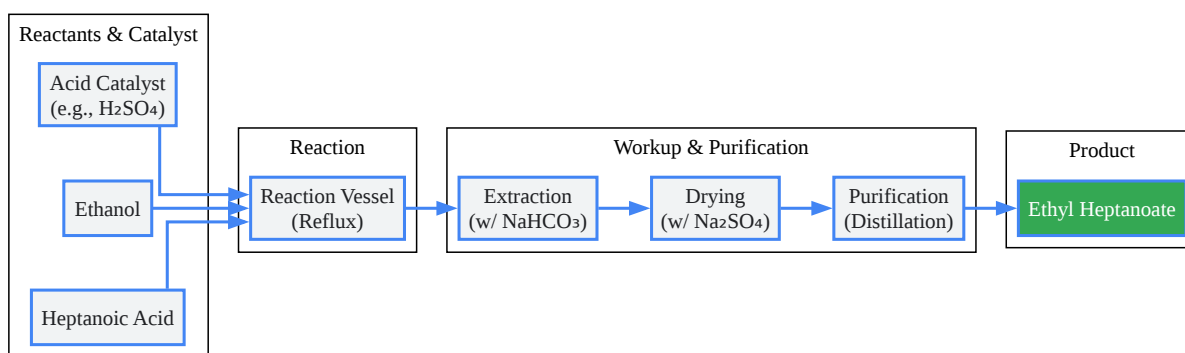 Reactants & Catalyst
Acid Catalyst
(e.g., H₂SO₄)
Ethanol
Heptanoic Acid
Reaction
Reaction Vessel
(Reflux)
Workup & Purification
Extraction
(w/ NaHCO₃)
Drying
(w/ Na₂SO₄)
Purification
(Distillation)
Product
Ethyl Heptanoate